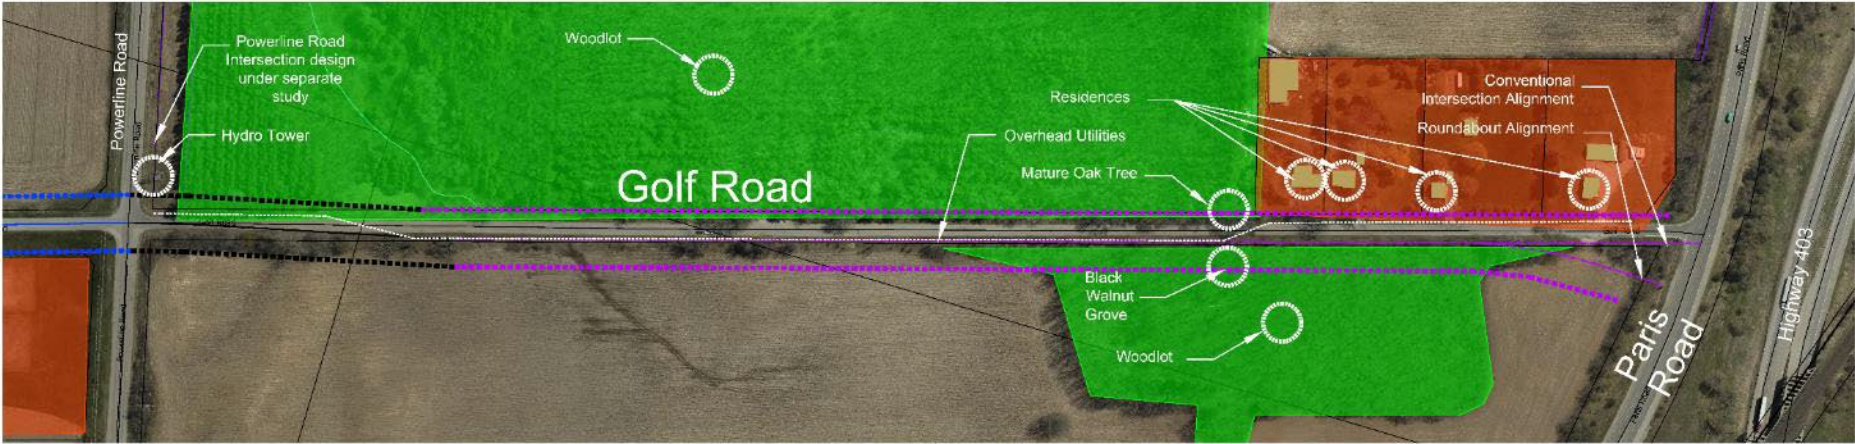 Powerline Road
Powerline Road
Intersection design
under separate
study
Hydro Tower
Woodlot
Golf Road
Residences
Overhead Utilities
Mature Oak Tree
Conventional
Intersection Alignment
Roundabout Alignment
Black
Walnut
Grove
Woodlot
Paris
Road
Highway 403